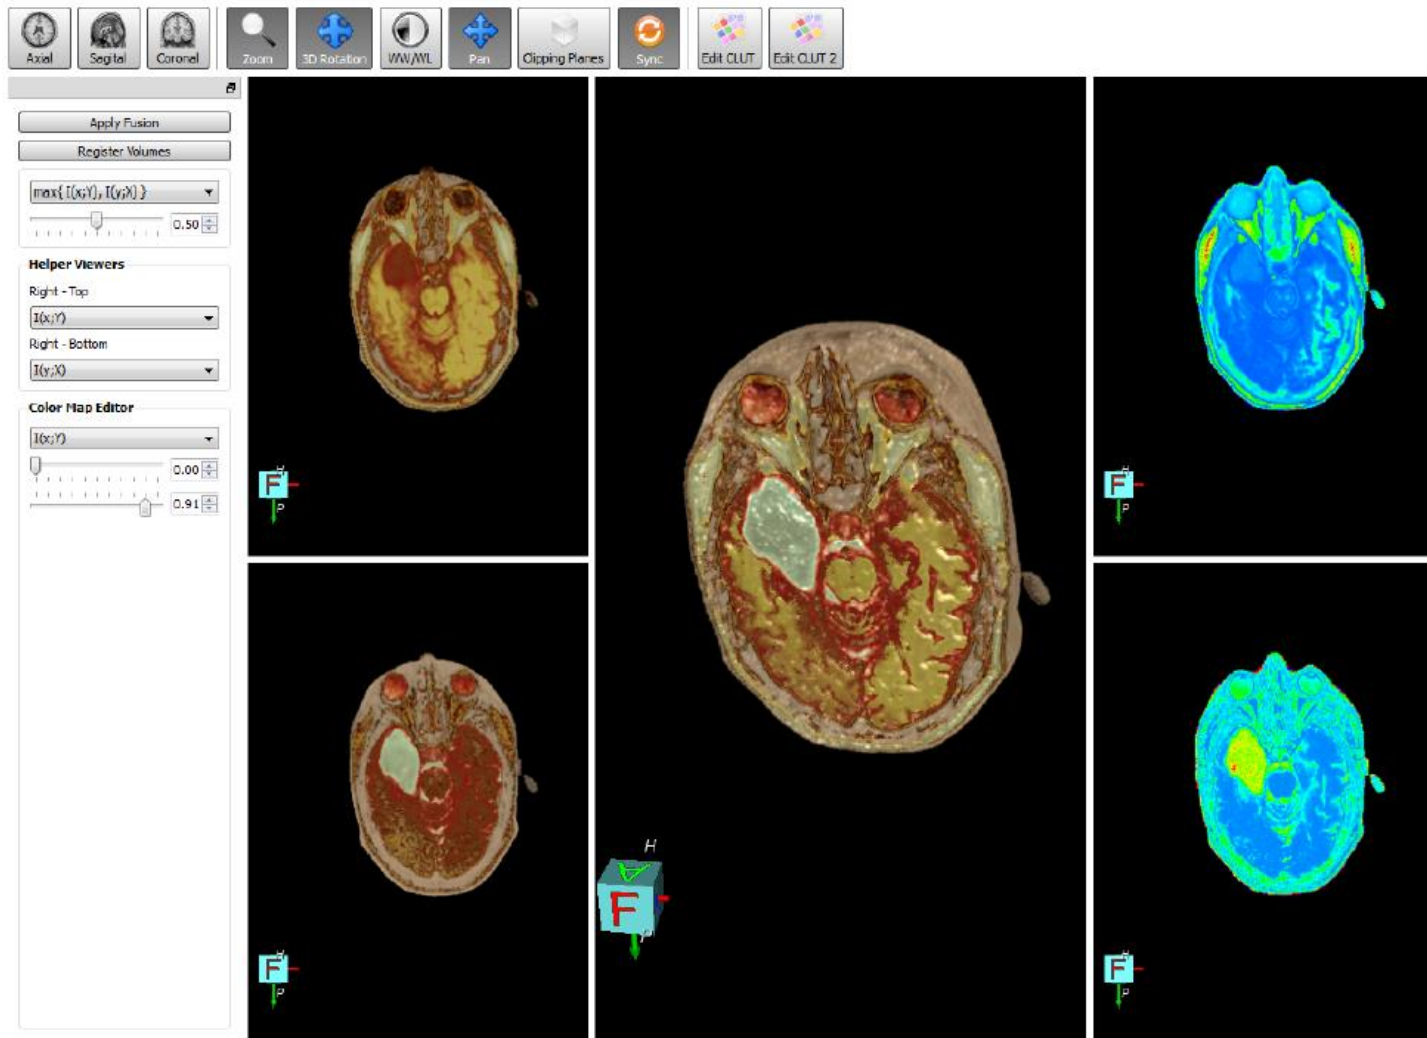 Axial
Sagital
Coronal
Zoom
3D Rotation
WW/WL
Pan
Clipping Planes
Sync
Edit CLUT
Edit CLUT 2
Apply Fusion
Register Volumes
max{ I(x;Y), I(y;X) }
0.50
Helper Viewers
Right - Top
I(x;Y)
Right - Bottom
I(y;X)
Color Map Editor
I(x;Y)
0.00
0.91
H
F
P
H
F
P
H
A
F
P
H
F
P
H
F
P